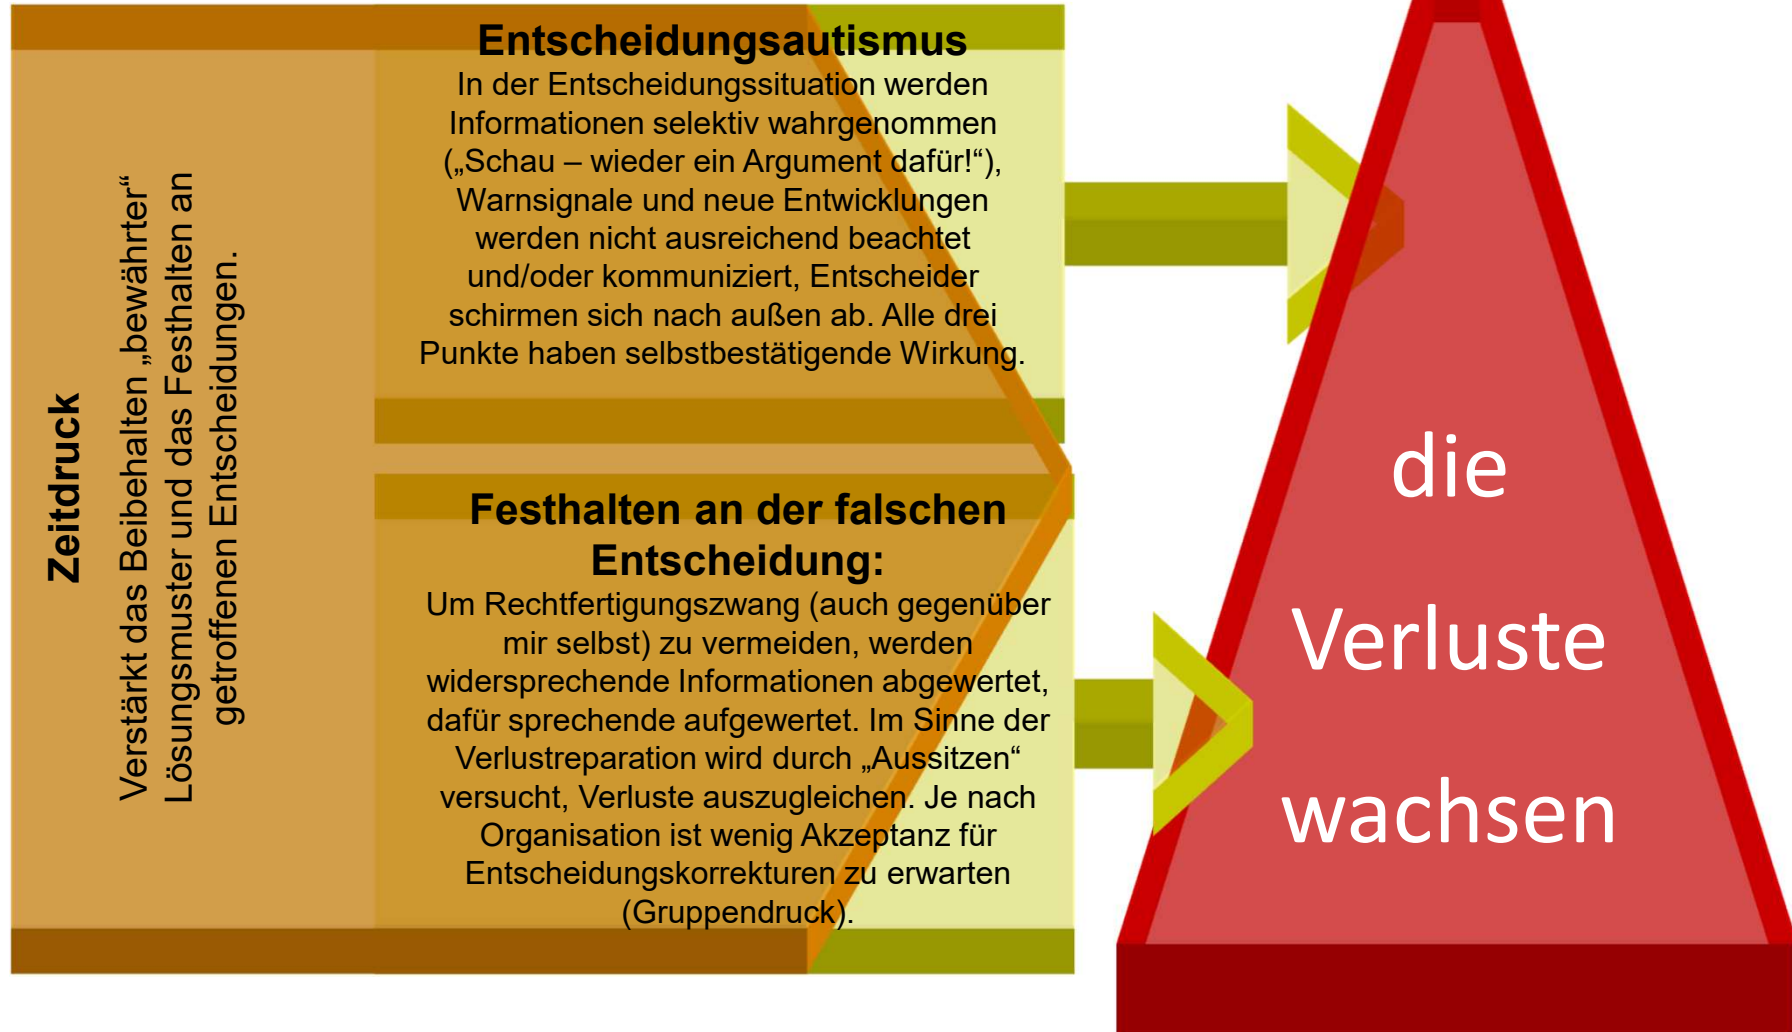 Zeitdruck
Verstärkt das Beibehalten „bewährter“
Lösungsmuster und das Festhalten an
getroffenen Entscheidungen.
Entscheidungsautismus
In der Entscheidungssituation werden
Informationen selektiv wahrgenommen
(„Schau – wieder ein Argument dafür!“),
Warnsignale und neue Entwicklungen
werden nicht ausreichend beachtet
und/oder kommuniziert, Entscheider
schirmen sich nach außen ab. Alle drei
Punkte haben selbstbestätigende Wirkung.
Festhalten an der falschen
Entscheidung:
Um Rechtfertigungszwang (auch gegenüber
mir selbst) zu vermeiden, werden
widersprechende Informationen abgewertet,
dafür sprechende aufgewertet. Im Sinne der
Verlustreparation wird durch „Aussitzen“
versucht, Verluste auszugleichen. Je nach
Organisation ist wenig Akzeptanz für
Entscheidungskorrekturen zu erwarten
(Gruppendruck).
die
Verluste
wachsen